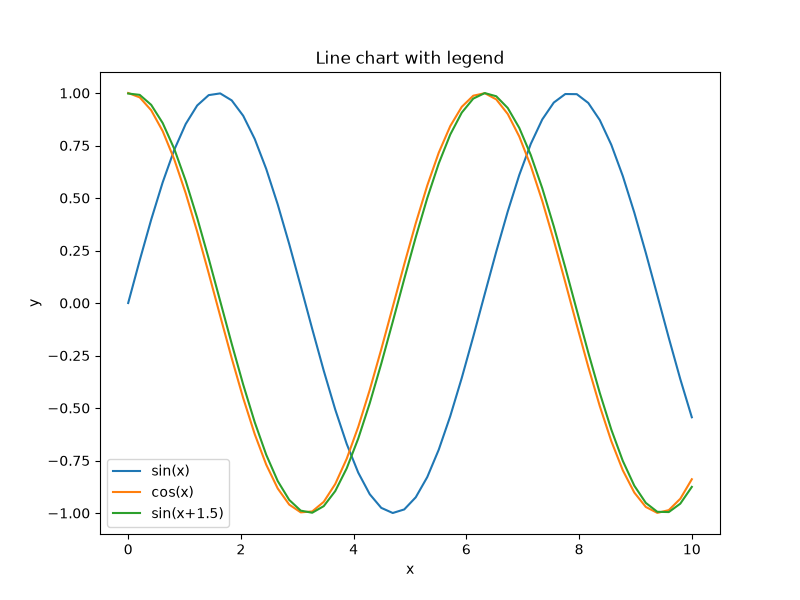 Line chart with legend
1.00
0.75
0.50
0.25
0.00
−0.25
−0.50
−0.75
−1.00
y
sin(x)
cos(x)
sin(x+1.5)
0 2 4 6 8 10
x